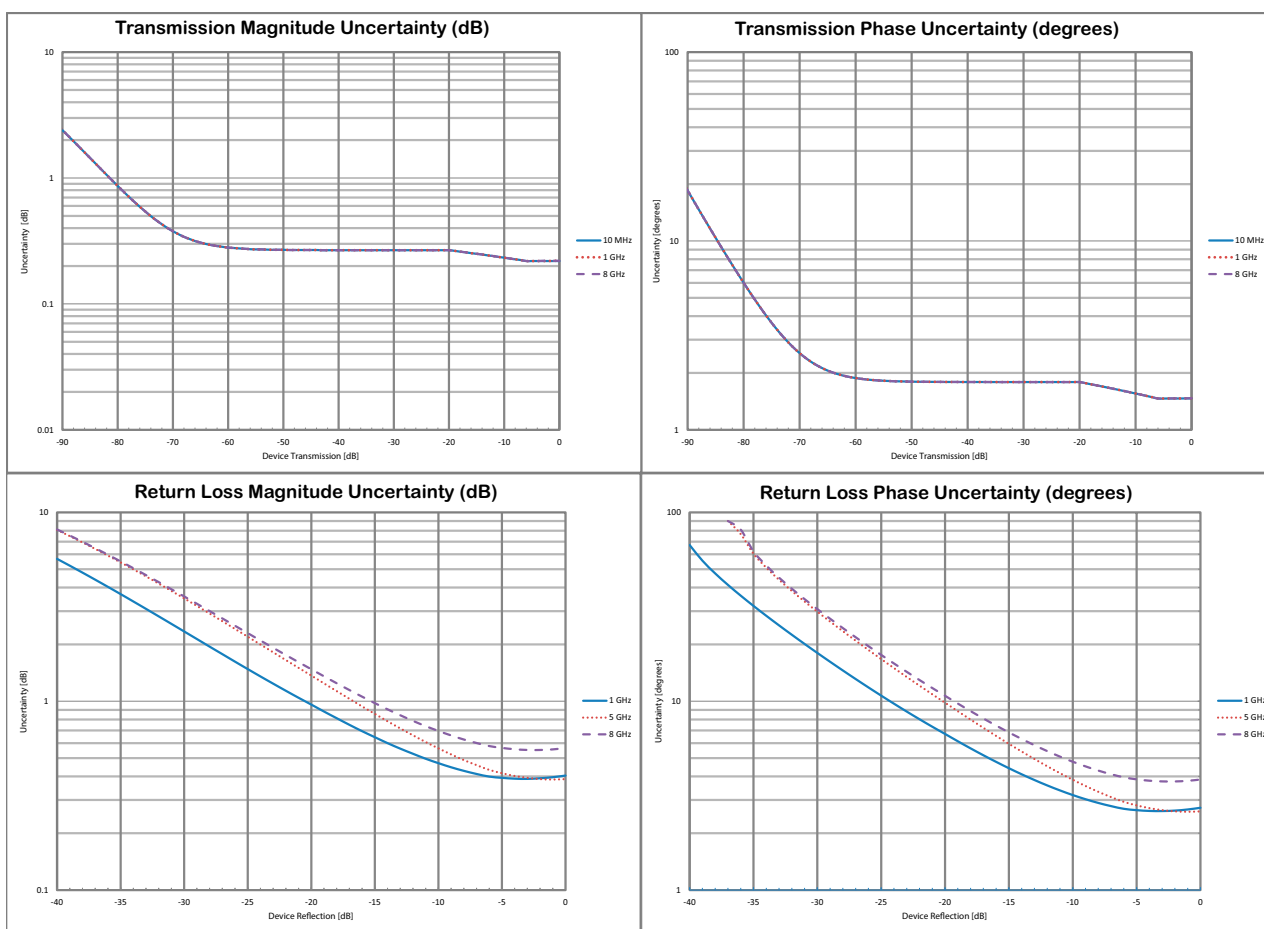 Transmission Magnitude Uncertainty (dB)
10
1
0.1
0.01
Uncertainty [dB]
-90 -80 -70 -60 -50 -40 -30 -20 -10 0
Device Transmission [dB]
10 MHz
1 GHz
8 GHz
Transmission Phase Uncertainty (degrees)
100
10
1
Uncertainty [degrees]
-90 -80 -70 -60 -50 -40 -30 -20 -10 0
Device Transmission [dB]
10 MHz
1 GHz
8 GHz
Return Loss Magnitude Uncertainty (dB)
10
1
0.1
Uncertainty [dB]
-40 -35 -30 -25 -20 -15 -10 -5 0
Device Reflection [dB]
1 GHz
5 GHz
8 GHz
Return Loss Phase Uncertainty (degrees)
100
10
1
Uncertainty [degrees]
-40 -35 -30 -25 -20 -15 -10 -5 0
Device Reflection [dB]
1 GHz
5 GHz
8 GHz